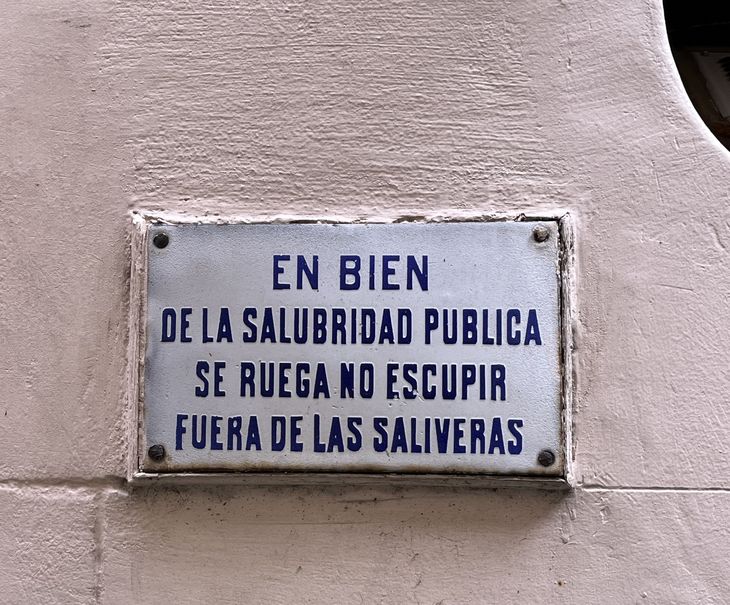 EN BIEN
DE LA SALUBRIDAD PUBLICA
SE RUEGA NO ESCUPIR
FUERA DE LAS SALIVERAS